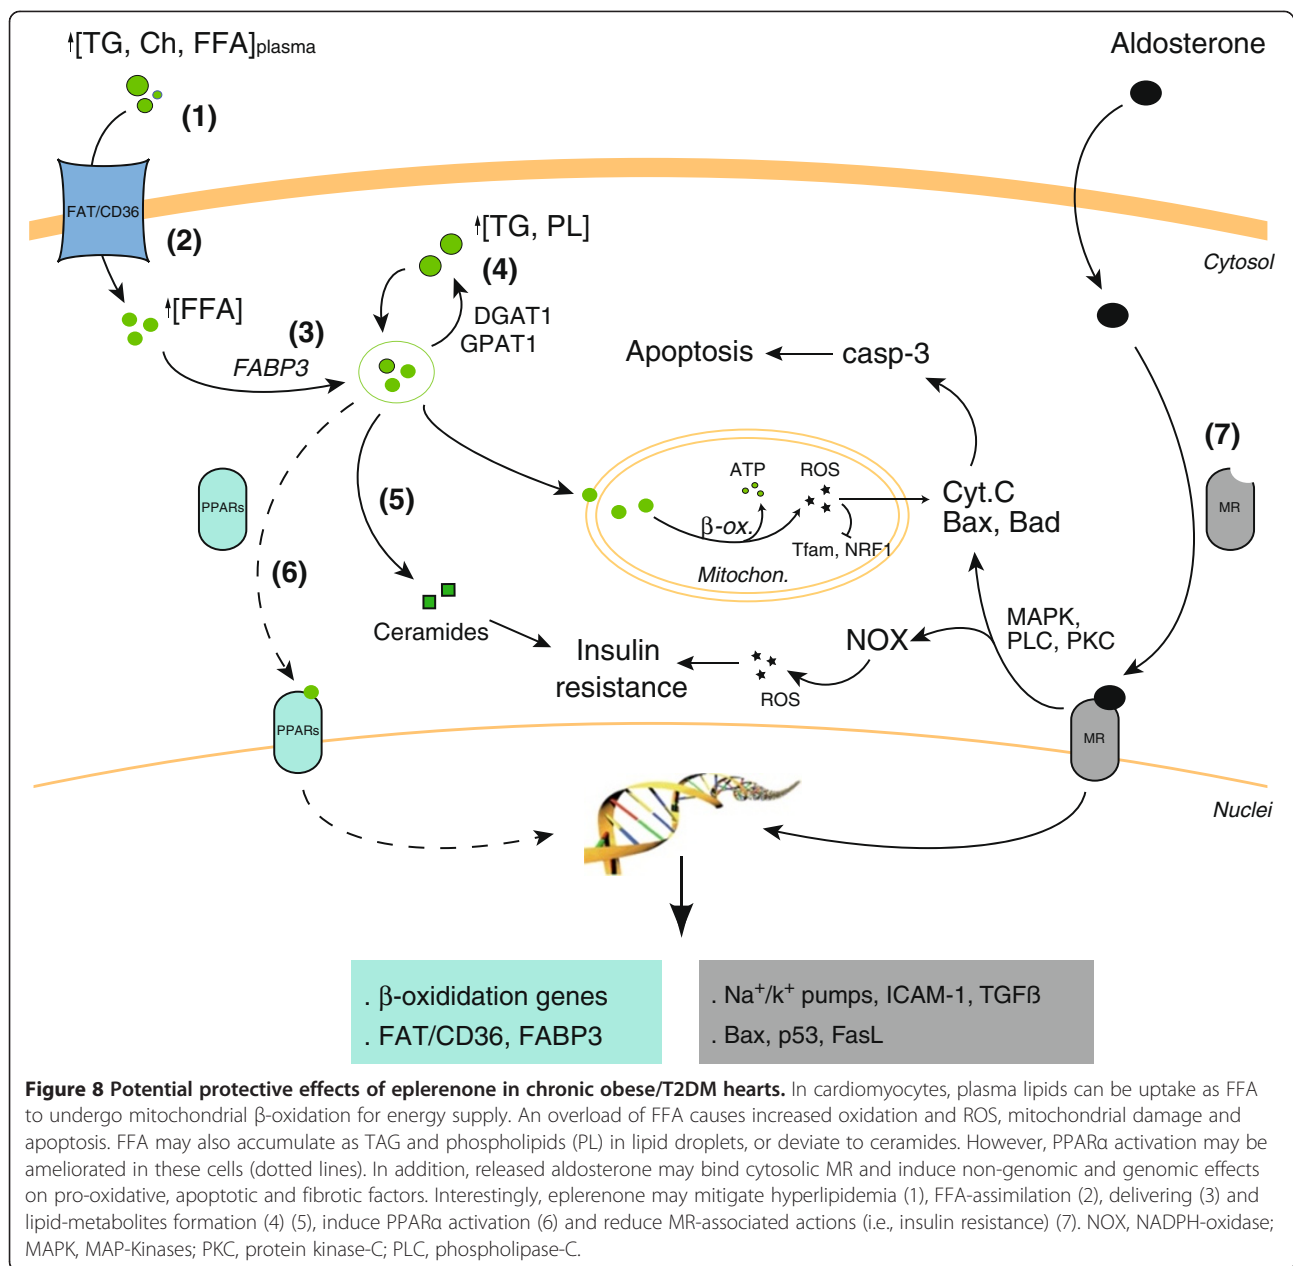 ↑[TG, Ch, FFA]plasma
Aldosterone
(1)
FAT/CD36
(2)
↑[TG, PL]
(4)
Cytosol
↑[FFA]
(3)
DGAT1
GPAT1
FABP3
Apoptosis
casp-3
(7)
PPARs
(5)
ATP
ROS
β-ox.
Tfam, NRF1
Mitochon.
Cyt.C
Bax, Bad
MR
(6)
Ceramides
Insulin
resistance
ROS
NOX
MAPK,
PLC, PKC
PPARs
MR
Nuclei
. β-oxididation genes
. FAT/CD36, FABP3
. Na⁺/k⁺ pumps, ICAM-1, TGFß
. Bax, p53, FasL
Figure 8 Potential protective effects of eplerenone in chronic obese/T2DM hearts. In cardiomyocytes, plasma lipids can be uptake as FFA
to undergo mitochondrial β-oxidation for energy supply. An overload of FFA causes increased oxidation and ROS, mitochondrial damage and
apoptosis. FFA may also accumulate as TAG and phospholipids (PL) in lipid droplets, or deviate to ceramides. However, PPARα activation may be
ameliorated in these cells (dotted lines). In addition, released aldosterone may bind cytosolic MR and induce non-genomic and genomic effects
on pro-oxidative, apoptotic and fibrotic factors. Interestingly, eplerenone may mitigate hyperlipidemia (1), FFA-assimilation (2), delivering (3) and
lipid-metabolites formation (4) (5), induce PPARα activation (6) and reduce MR-associated actions (i.e., insulin resistance) (7). NOX, NADPH-oxidase;
MAPK, MAP-Kinases; PKC, protein kinase-C; PLC, phospholipase-C.